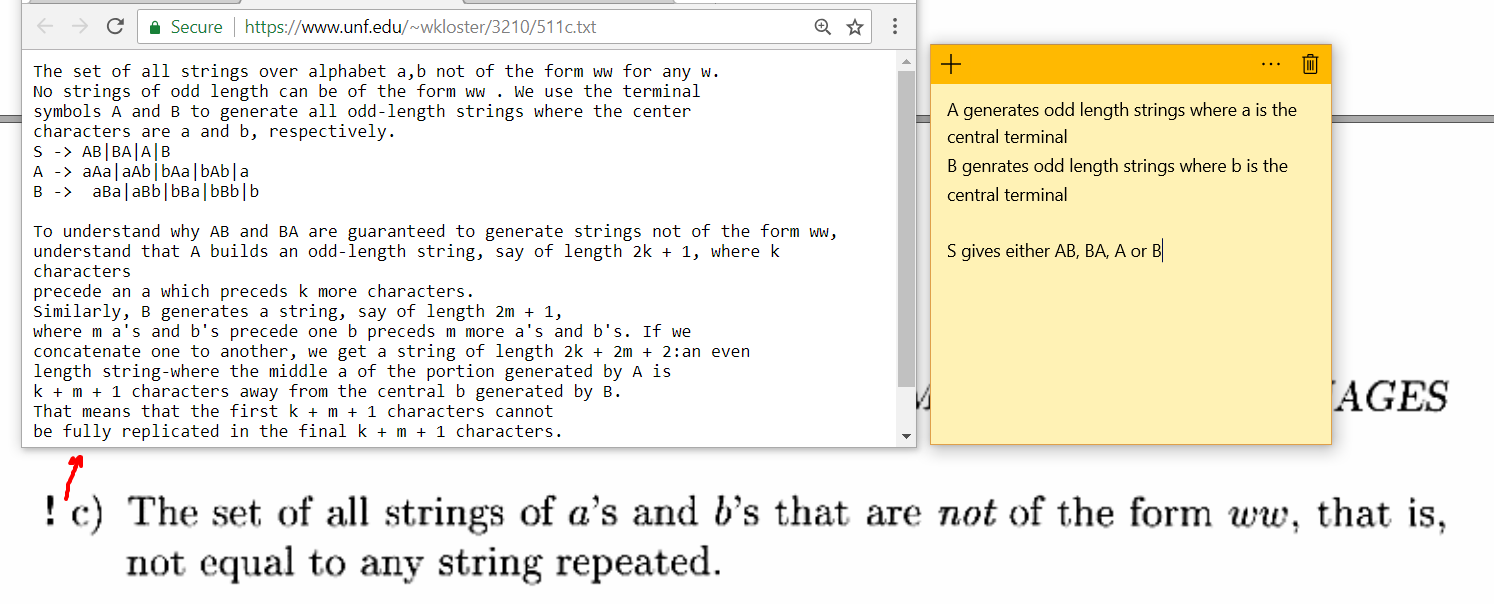 Secure https://www.unf.edu/~wkloster/3210/511c.txt
The set of all strings over alphabet a,b not of the form ww for any w.
No strings of odd length can be of the form ww . We use the terminal
symbols A and B to generate all odd-length strings where the center
characters are a and b, respectively.
S -> AB|BA|A|B
A -> aAa|aAb|bAa|bAb|a
B ->  aBa|aBb|bBa|bBb|b
To understand why AB and BA are guaranteed to generate strings not of the form ww,
understand that A builds an odd-length string, say of length 2k + 1, where k
characters
precede an a which preceds k more characters.
Similarly, B generates a string, say of length 2m + 1,
where m a's and b's precede one b preceds m more a's and b's. If we
concatenate one to another, we get a string of length 2k + 2m + 2:an even
length string-where the middle a of the portion generated by A is
k + m + 1 characters away from the central b generated by B.
That means that the first k + m + 1 characters cannot
be fully replicated in the final k + m + 1 characters.
A generates odd length strings where a is the
central terminal
B genrates odd length strings where b is the
central terminal
S gives either AB, BA, A or B
AGES
! c) The set of all strings of a's and b's that are not of the form ww, that is,
not equal to any string repeated.